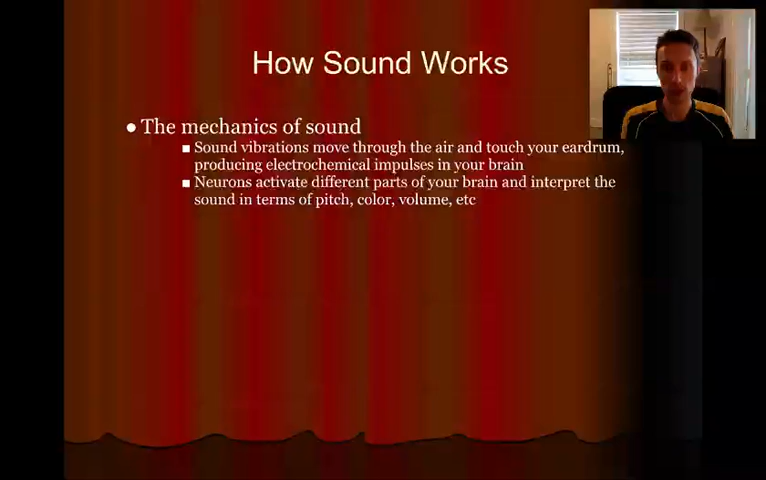 How Sound Works
● The mechanics of sound
■ Sound vibrations move through the air and touch your eardrum,
producing electrochemical impulses in your brain
■ Neurons activate different parts of your brain and interpret the
sound in terms of pitch, color, volume, etc